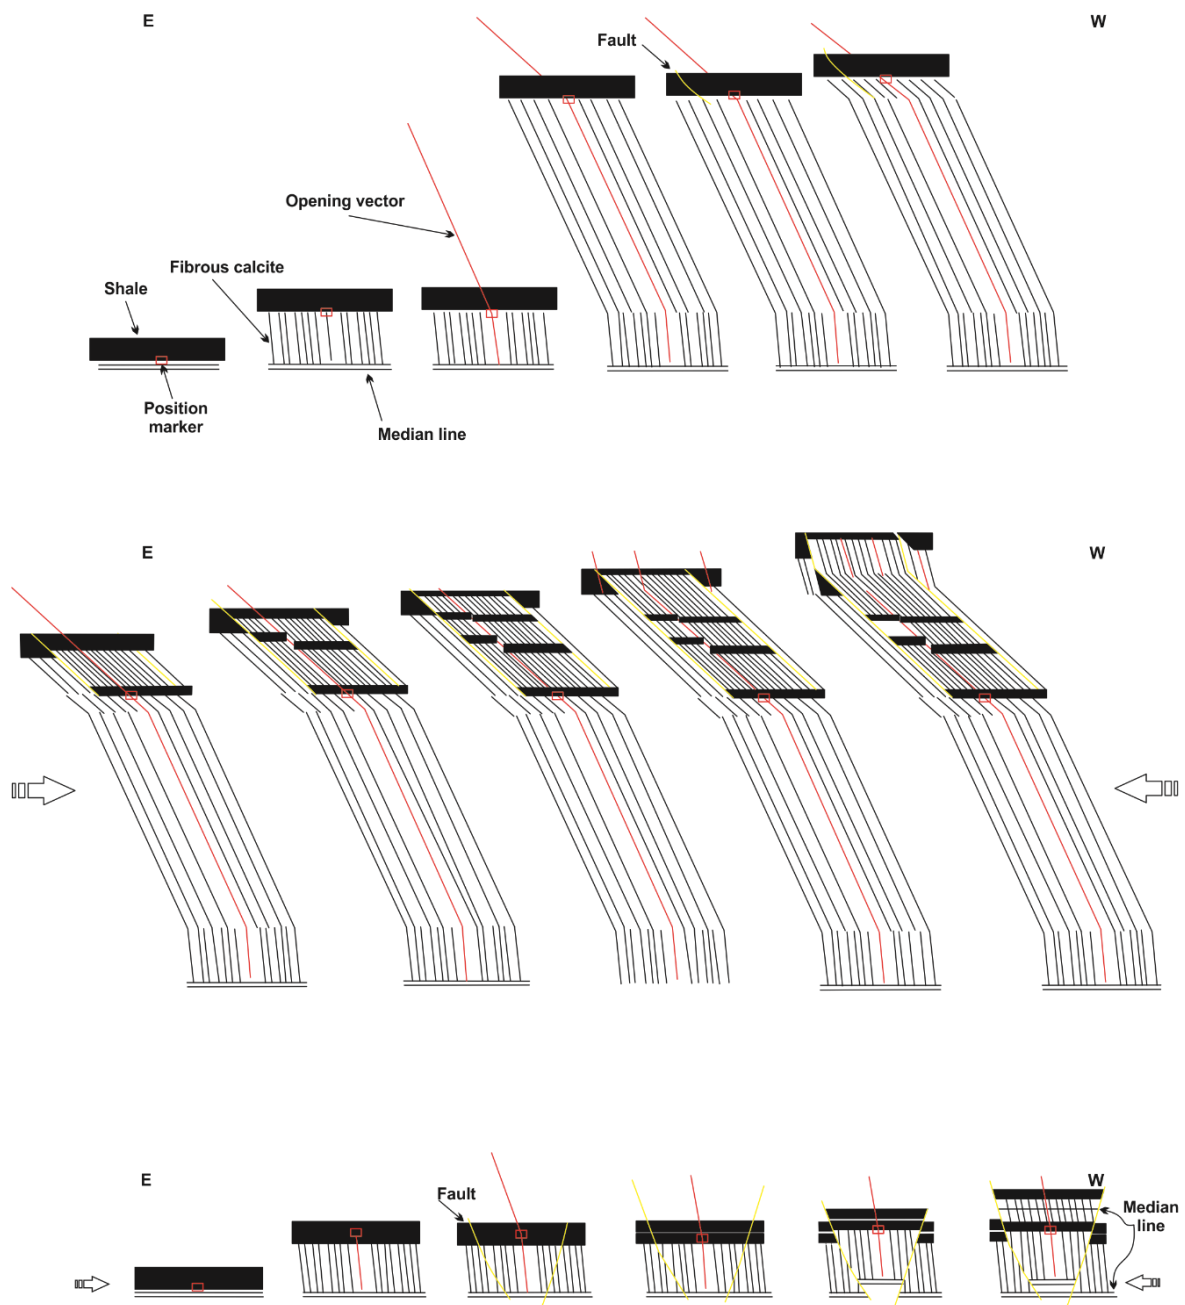 E
W
Fault
Opening vector
Fibrous calcite
Shale
Position
marker
Median line
E
W
E
W
Fault
Median
line